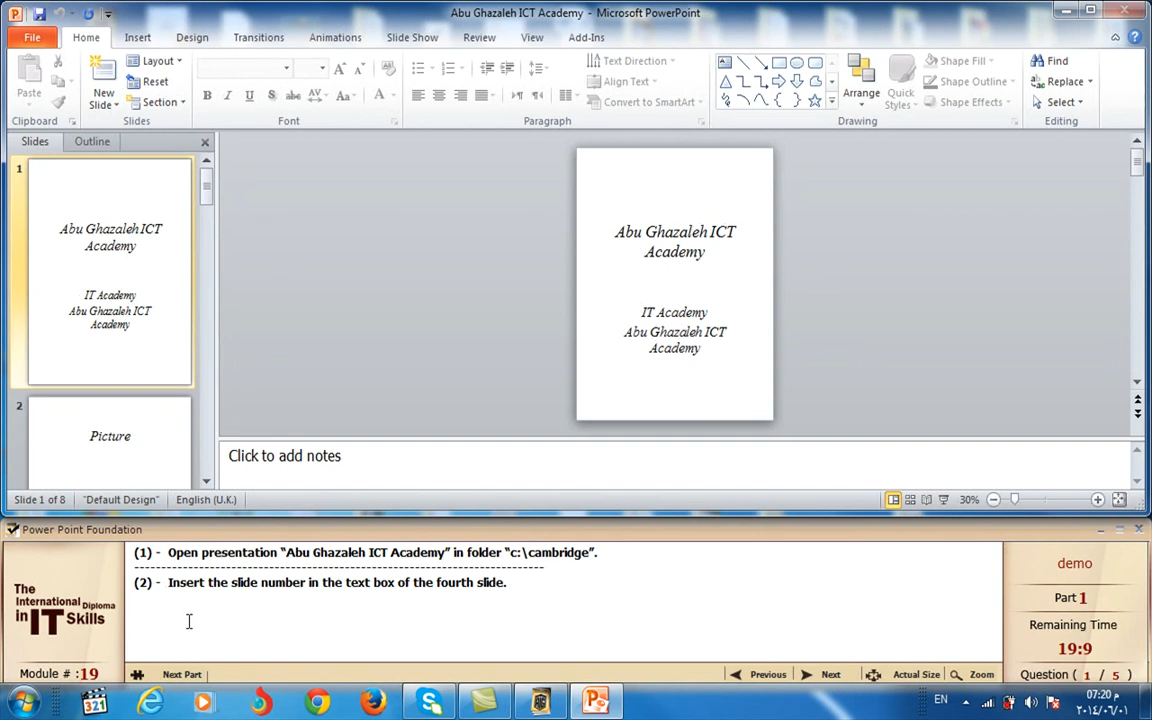 Abu Ghazaleh ICT Academy - Microsoft PowerPoint
File Home Insert Design Transitions Animations Slide Show Review View Add-Ins
Paste
New Slide
Layout
Reset
Section
B I U S abc AV Aa A
Text Direction
Align Text
Convert to SmartArt
Arrange
Quick Styles
Shape Fill
Shape Outline
Shape Effects
Find
Replace
Select
Clipboard Slides Font Paragraph Drawing Editing
Slides Outline
1
Abu Ghazaleh ICT
Academy
IT Academy
Abu Ghazaleh ICT
Academy
2
Picture
Abu Ghazaleh ICT
Academy
IT Academy
Abu Ghazaleh ICT
Academy
Click to add notes
Slide 1 of 8 "Default Design" English (U.K.) 30%
Power Point Foundation
The
International Diploma
in IT Skills
Module # : 19
(1) - Open presentation “Abu Ghazaleh ICT Academy” in folder “c:\cambridge”.
(2) - Insert the slide number in the text box of the fourth slide.
Next Part Previous Next Actual Size Zoom
demo
Part 1
Remaining Time
19:9
Question ( 1 / 5 )
321
EN
07:20 م
٢٠١٤/٠٦/٠١